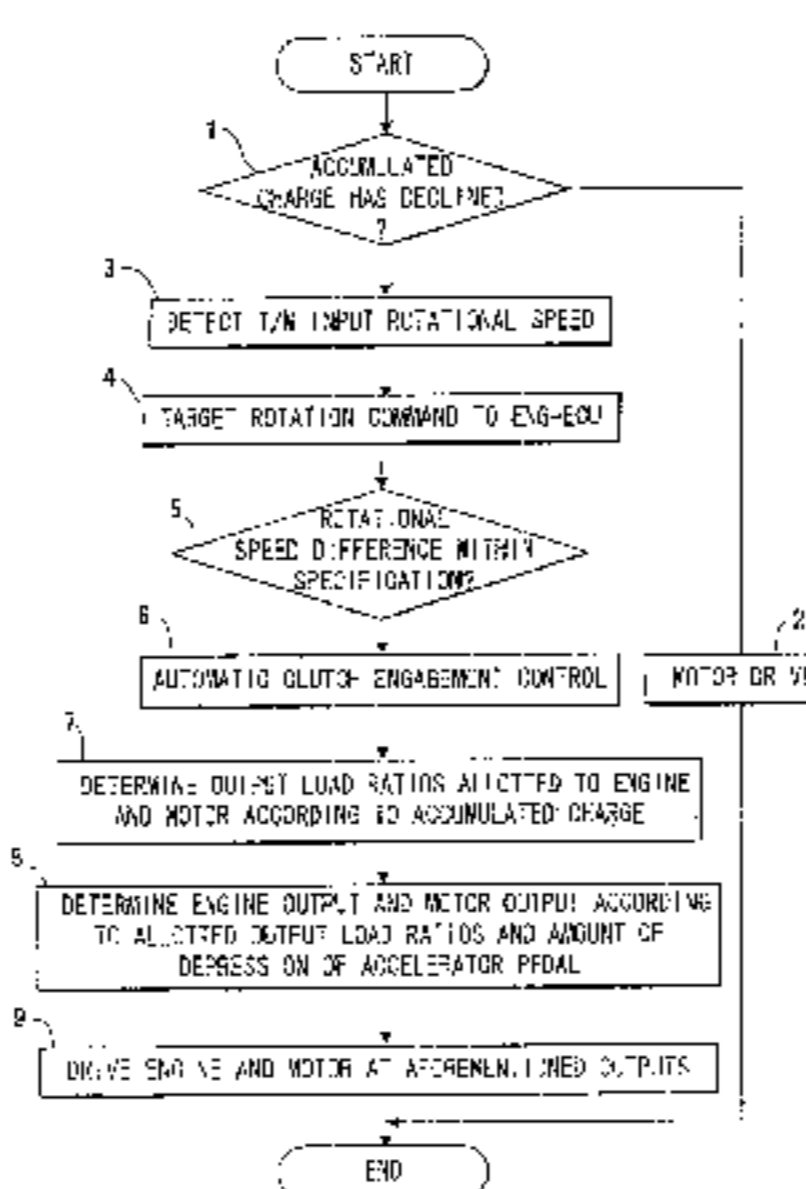 START
1
ACCUMULATED
CHARGE HAS DECLINED
?
3
DETECT T/M INPUT ROTATIONAL SPEED
4
TARGET ROTATION COMMAND TO ENG-ECU
5
ROTATIONAL
SPEED DIFFERENCE WITHIN
SPECIFICATION?
6
AUTOMATIC CLUTCH ENGAGEMENT CONTROL
2
MOTOR DRIVE
7
DETERMINE OUTPUT LOAD RATIOS ALLOTTED TO ENGINE
AND MOTOR ACCORDING TO ACCUMULATED CHARGE
DETERMINE ENGINE OUTPUT AND MOTOR OUTPUT ACCORDING
TO ALLOTTED OUTPUT LOAD RATIOS AND AMOUNT OF
DEPRESSION OF ACCELERATOR PEDAL
9
DRIVE ENGINE AND MOTOR AT AFOREMENTIONED OUTPUTS
END